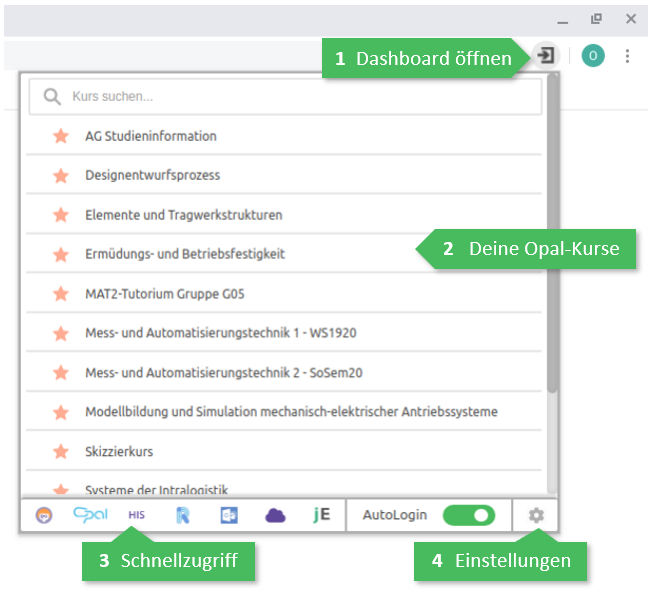 1 Dashboard öffnen
O
Kurs suchen...
AG Studieninformation
Designentwurfsprozess
Elemente und Tragwerkstrukturen
Ermüdungs- und Betriebsfestigkeit
2 Deine Opal-Kurse
MAT2-Tutorium Gruppe G05
Mess- und Automatisierungstechnik 1 - WS1920
Mess- und Automatisierungstechnik 2 - SoSem20
Modellbildung und Simulation mechanisch-elektrischer Antriebssysteme
Skizzierkurs
Systeme der Intralogistik
Opal HIS R o jE AutoLogin
3 Schnellzugriff
4 Einstellungen